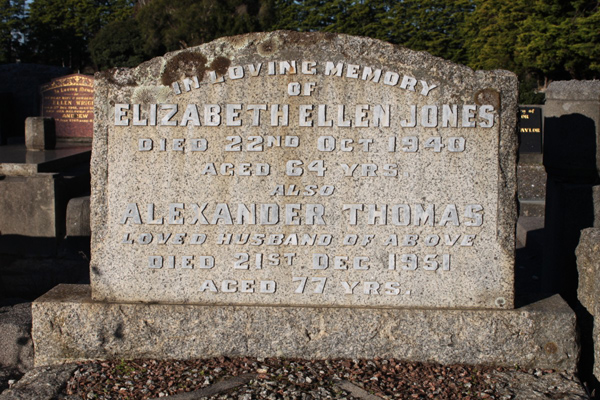 IN LOVING MEMORY
OF
ELIZABETH ELLEN JONES
DIED 22ND OCT 1940
AGED 64 YRS
ALSO
ALEXANDER THOMAS
LOVED HUSBAND OF ABOVE
DIED 21ST DEC 1951
AGED 77 YRS.
ELLEN